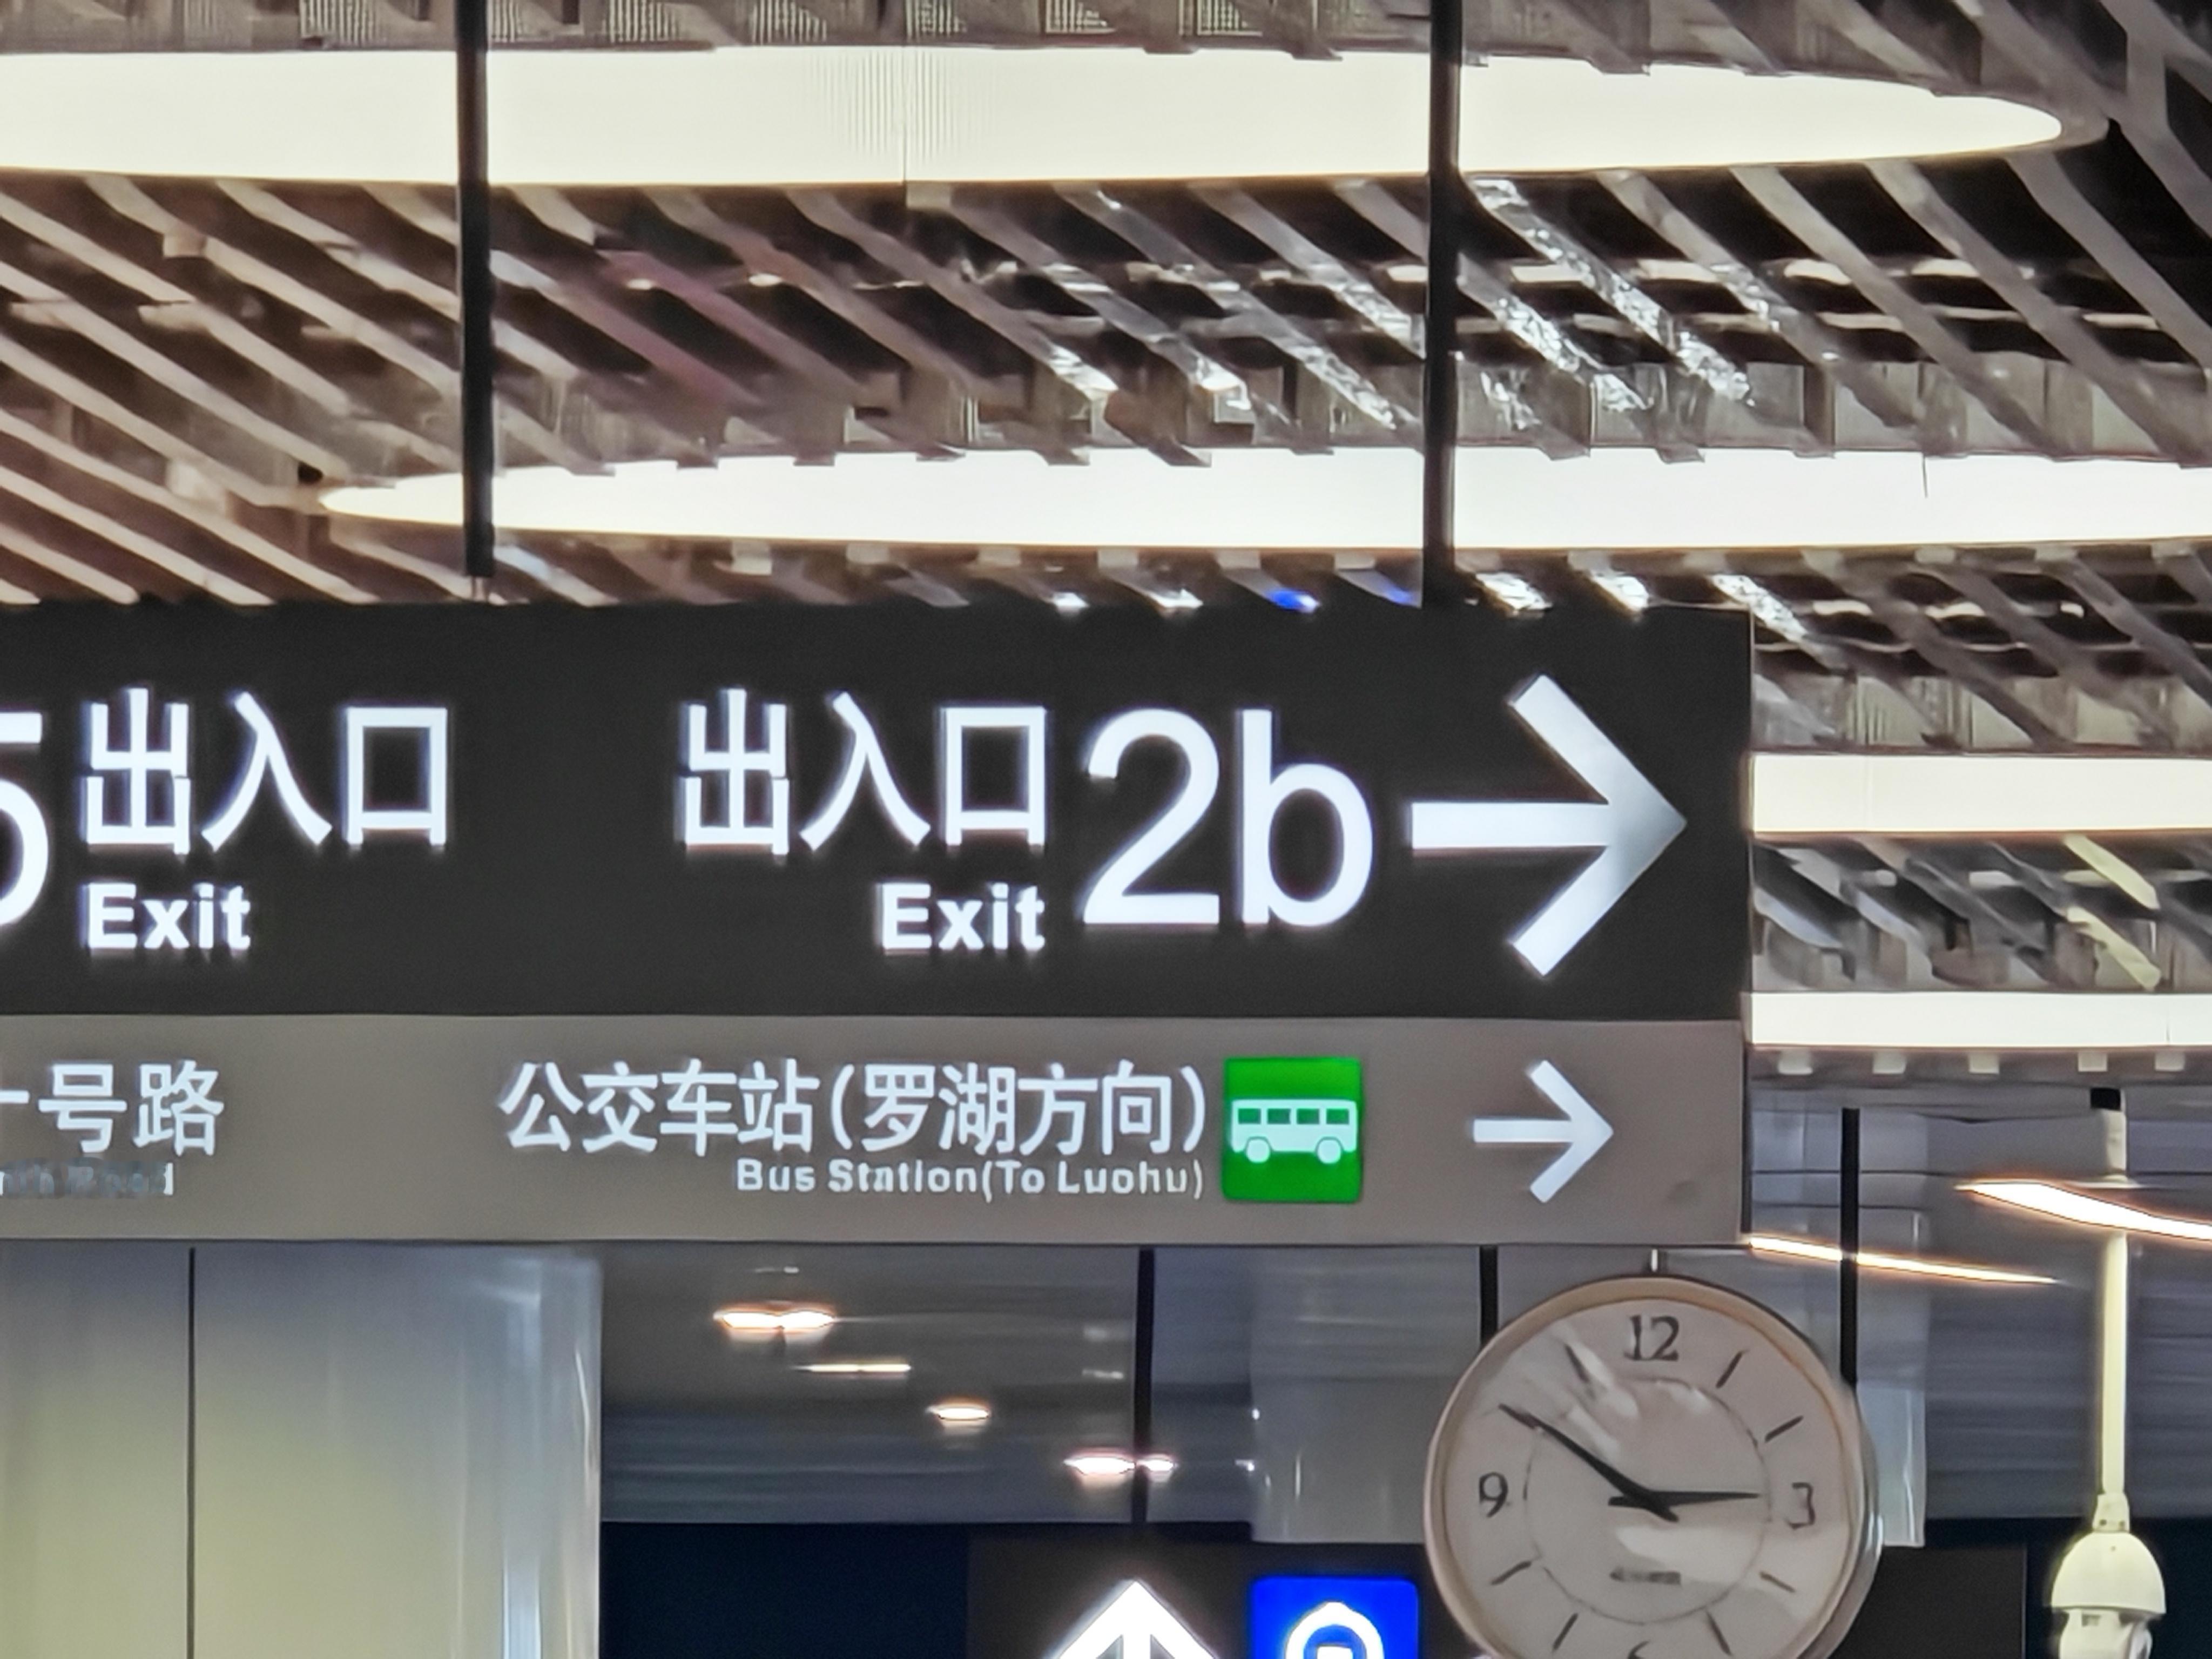 5 出入口
Exit
出入口 2b
Exit
号路
公交车站(罗湖方向)
Bus Station(To Luohu)
12
9
3